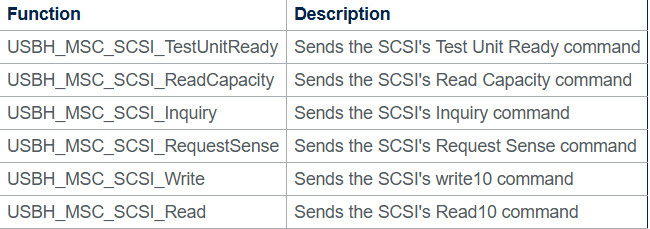 Function Description
USBH_MSC_SCSI_TestUnitReady Sends the SCSI's Test Unit Ready command
USBH_MSC_SCSI_ReadCapacity Sends the SCSI's Read Capacity command
USBH_MSC_SCSI_Inquiry Sends the SCSI's Inquiry command
USBH_MSC_SCSI_RequestSense Sends the SCSI's Request Sense command
USBH_MSC_SCSI_Write Sends the SCSI's write10 command
USBH_MSC_SCSI_Read Sends the SCSI's Read10 command